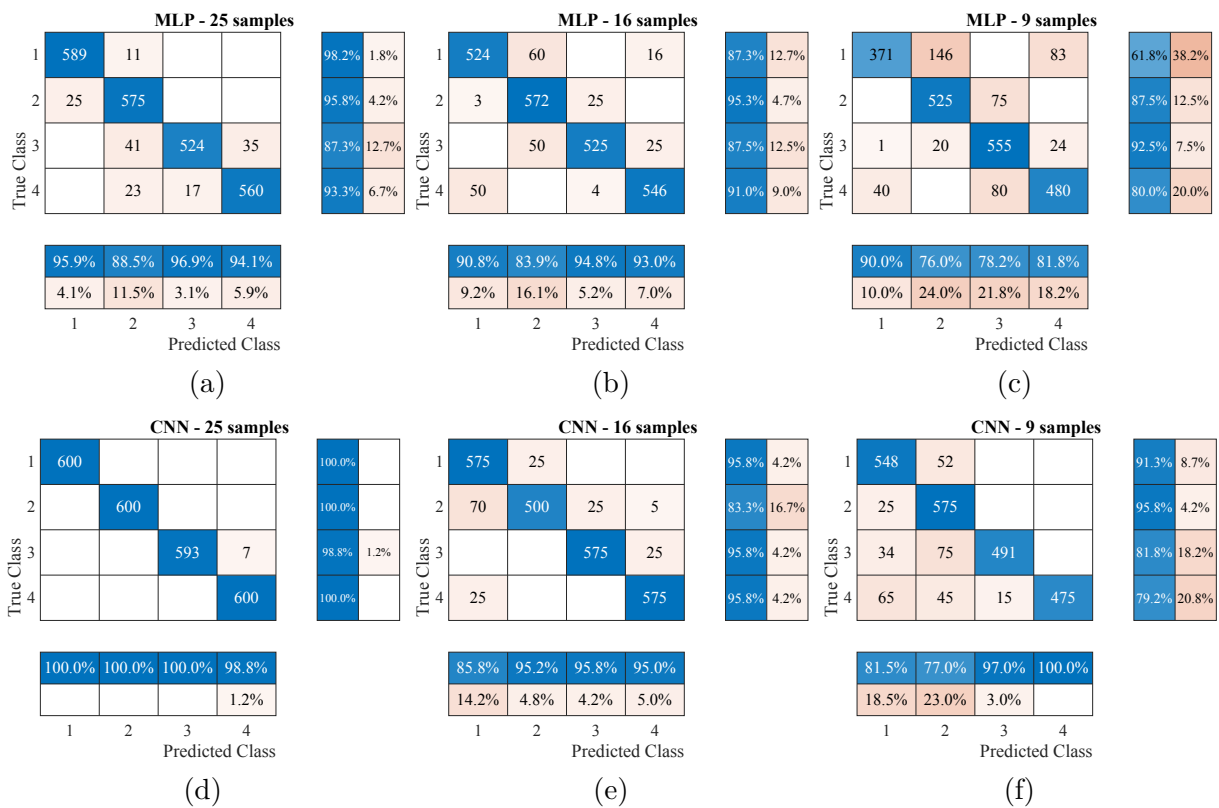 MLP - 25 samples
1 589 11 98.2% 1.8%
2 25 575 95.8% 4.2%
3 41 524 35 87.3% 12.7%
4 23 17 560 93.3% 6.7%
True Class
95.9% 88.5% 96.9% 94.1%
4.1% 11.5% 3.1% 5.9%
1 2 3 4
Predicted Class
(a)
MLP - 16 samples
1 524 60 16 87.3% 12.7%
2 3 572 25 95.3% 4.7%
3 50 525 25 87.5% 12.5%
4 50 4 546 91.0% 9.0%
True Class
90.8% 83.9% 94.8% 93.0%
9.2% 16.1% 5.2% 7.0%
1 2 3 4
Predicted Class
(b)
MLP - 9 samples
1 371 146 83 61.8% 38.2%
2 525 75 87.5% 12.5%
3 1 20 555 24 92.5% 7.5%
4 40 80 480 80.0% 20.0%
True Class
90.0% 76.0% 78.2% 81.8%
10.0% 24.0% 21.8% 18.2%
1 2 3 4
Predicted Class
(c)
CNN - 25 samples
1 600 100.0%
2 600 100.0%
3 593 7 98.8% 1.2%
4 600 100.0%
True Class
100.0% 100.0% 100.0% 98.8%
1.2%
1 2 3 4
Predicted Class
(d)
CNN - 16 samples
1 575 25 95.8% 4.2%
2 70 500 25 5 83.3% 16.7%
3 575 25 95.8% 4.2%
4 25 575 95.8% 4.2%
True Class
85.8% 95.2% 95.8% 95.0%
14.2% 4.8% 4.2% 5.0%
1 2 3 4
Predicted Class
(e)
CNN - 9 samples
1 548 52 91.3% 8.7%
2 25 575 95.8% 4.2%
3 34 75 491 81.8% 18.2%
4 65 45 15 475 79.2% 20.8%
True Class
81.5% 77.0% 97.0% 100.0%
18.5% 23.0% 3.0%
1 2 3 4
Predicted Class
(f)